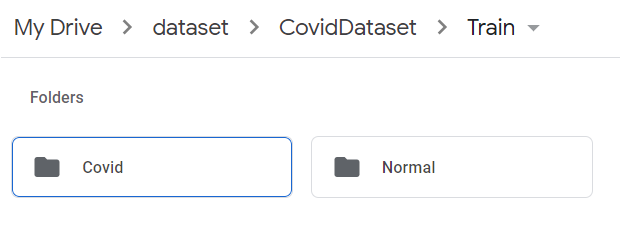 My Drive > dataset > CovidDataset > Train
Folders
Covid Normal